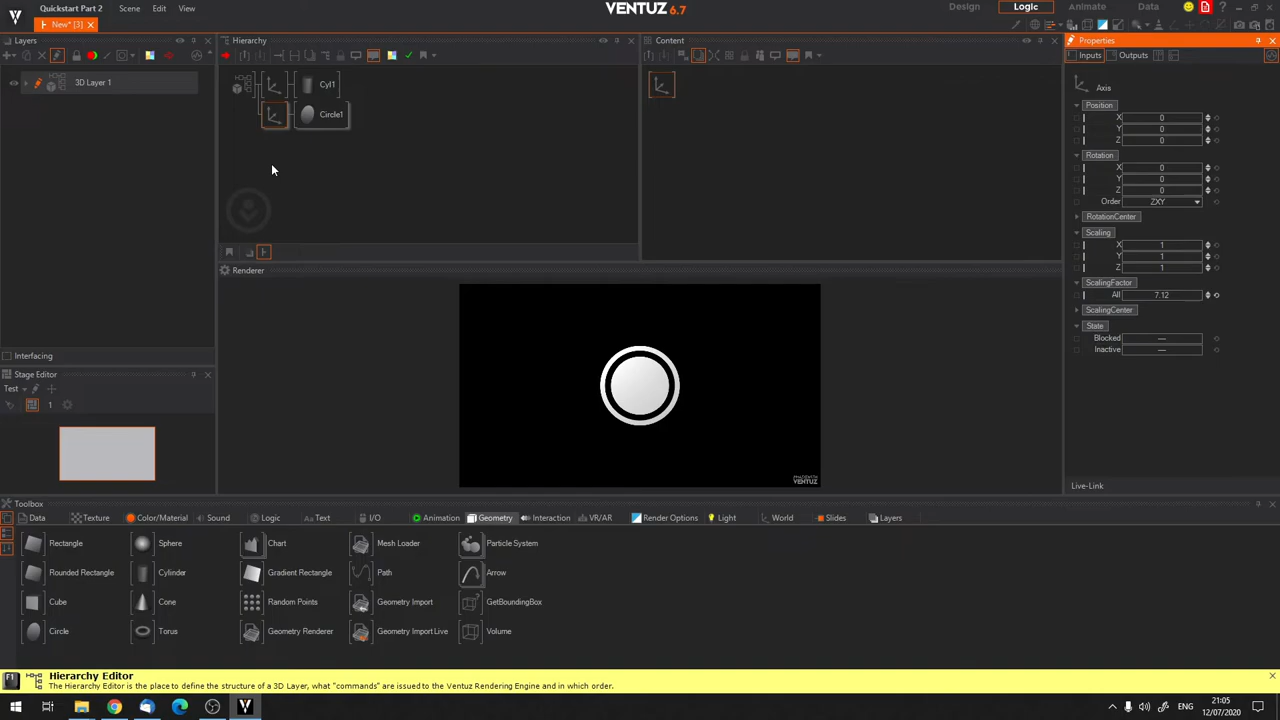 Quickstart Part 2
Scene
Edit
View
VENTUZ 6.7
Design
Logic
Animate
Data
New* [3]
Layers
Hierarchy
Content
Properties
Inputs
Outputs
3D Layer 1
Cyl1
Circle1
Axis
Position
X 0
Y 0
Z 0
Rotation
X 0
Y 0
Z 0
Order ZXY
RotationCenter
Scaling
X 1
Y 1
Z 1
ScalingFactor
All 7.12
ScalingCenter
State
Blocked —
Inactive —
Interfacing
Stage Editor
Test
1
Renderer
VENTUZ
Live-Link
Toolbox
Data
Texture
Color/Material
Sound
Logic
Text
I/O
Animation
Geometry
Interaction
VR/AR
Render Options
Light
World
Slides
Layers
Rectangle
Sphere
Chart
Mesh Loader
Particle System
Rounded Rectangle
Cylinder
Gradient Rectangle
Path
Arrow
Cube
Cone
Random Points
Geometry Import
GetBoundingBox
Circle
Torus
Geometry Renderer
Geometry Import Live
Volume
F1
Hierarchy Editor
The Hierarchy Editor is the place to define the structure of a 3D Layer, what "commands" are issued to the Ventuz Rendering Engine and in which order.
ENG
21:05
12/07/2020